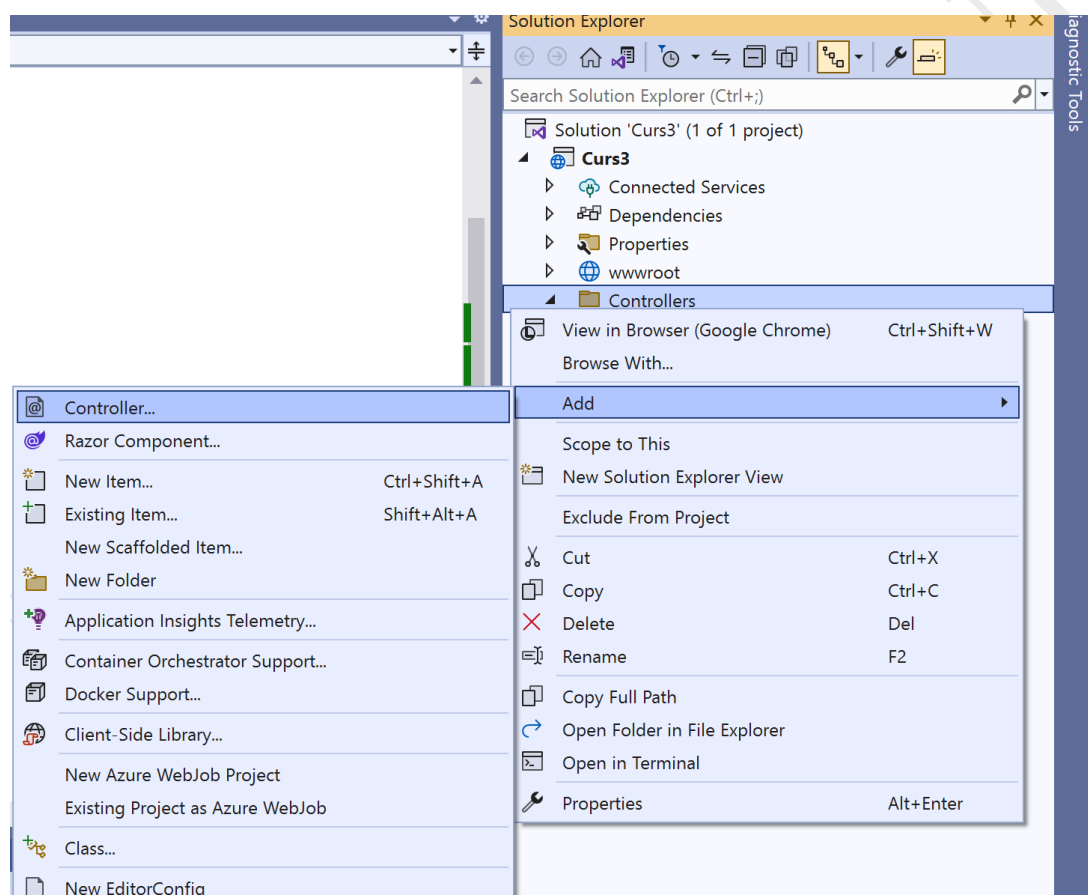 Solution Explorer
Search Solution Explorer (Ctrl+;)
Solution 'Curs3' (1 of 1 project)
Curs3
Connected Services
Dependencies
Properties
wwwroot
Controllers
View in Browser (Google Chrome) Ctrl+Shift+W
Browse With...
Add
Scope to This
New Solution Explorer View
Exclude From Project
Cut Ctrl+X
Copy Ctrl+C
Delete Del
Rename F2
Copy Full Path
Open Folder in File Explorer
Open in Terminal
Properties Alt+Enter
Controller...
Razor Component...
New Item... Ctrl+Shift+A
Existing Item... Shift+Alt+A
New Scaffolded Item...
New Folder
Application Insights Telemetry...
Container Orchestrator Support...
Docker Support...
Client-Side Library...
New Azure WebJob Project
Existing Project as Azure WebJob
Class...
New EditorConfig
Tools